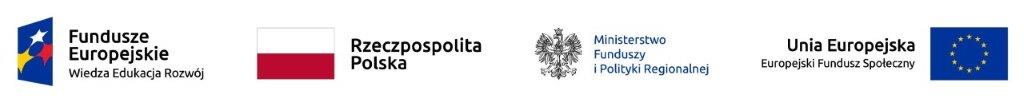 Fundusze
Europejskie
Wiedza Edukacja Rozwój
Rzeczpospolita
Polska
Ministerstwo
Funduszy
i Polityki Regionalnej
Unia Europejska
Europejski Fundusz Społeczny